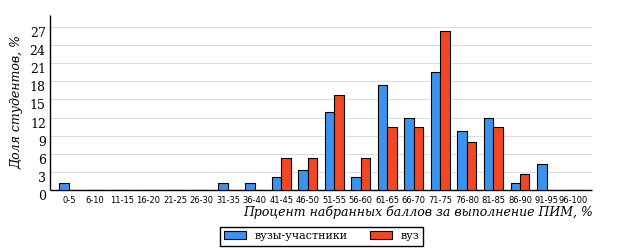 Доля студентов, %
27
24
21
18
15
12
9
6
3
0
0-5 6-10 11-15 16-20 21-25 26-30 31-35 36-40 41-45 46-50 51-55 56-60 61-65 66-70 71-75 76-80 81-85 86-90 91-95 96-100
Процент набранных баллов за выполнение ПИМ, %
вузы-участники вуз